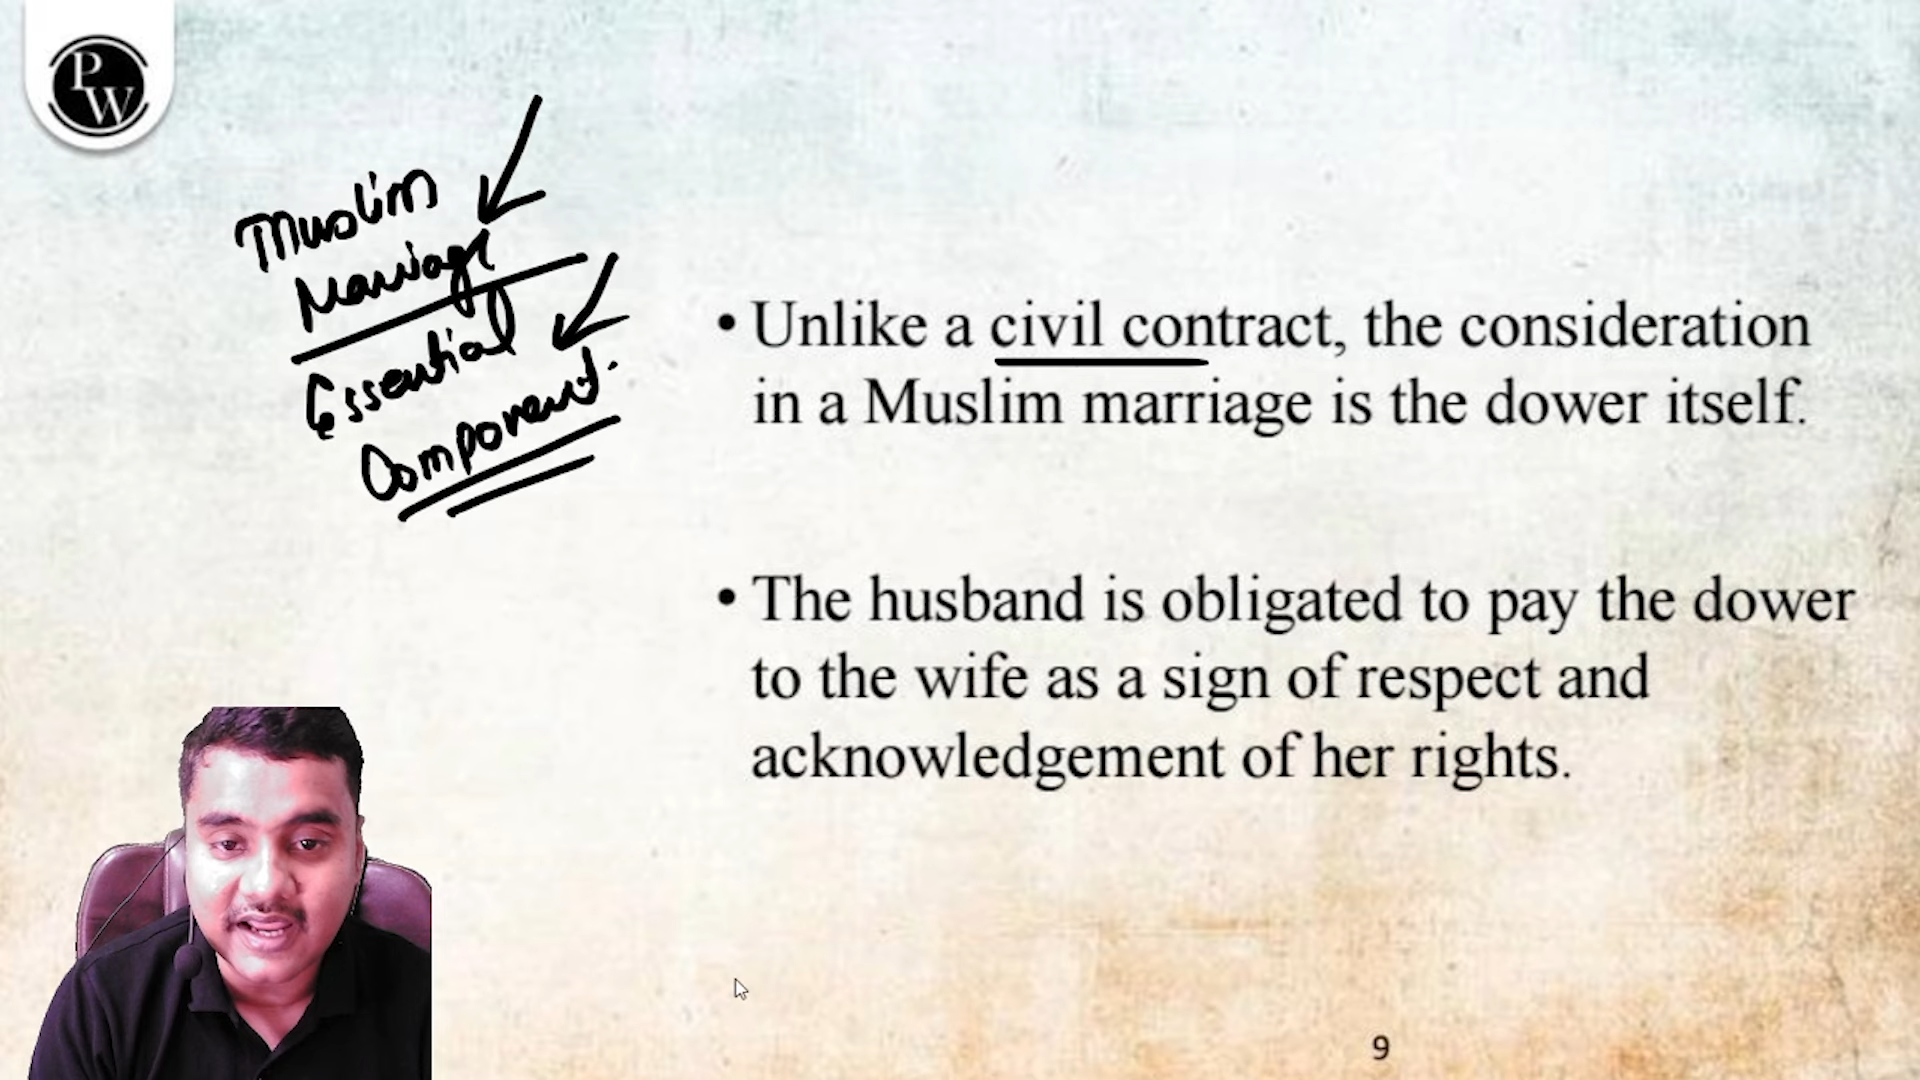 PW
Muslim
Marriage
Essential
Component.
• Unlike a civil contract, the consideration
in a Muslim marriage is the dower itself.
• The husband is obligated to pay the dower
to the wife as a sign of respect and
acknowledgement of her rights.
9